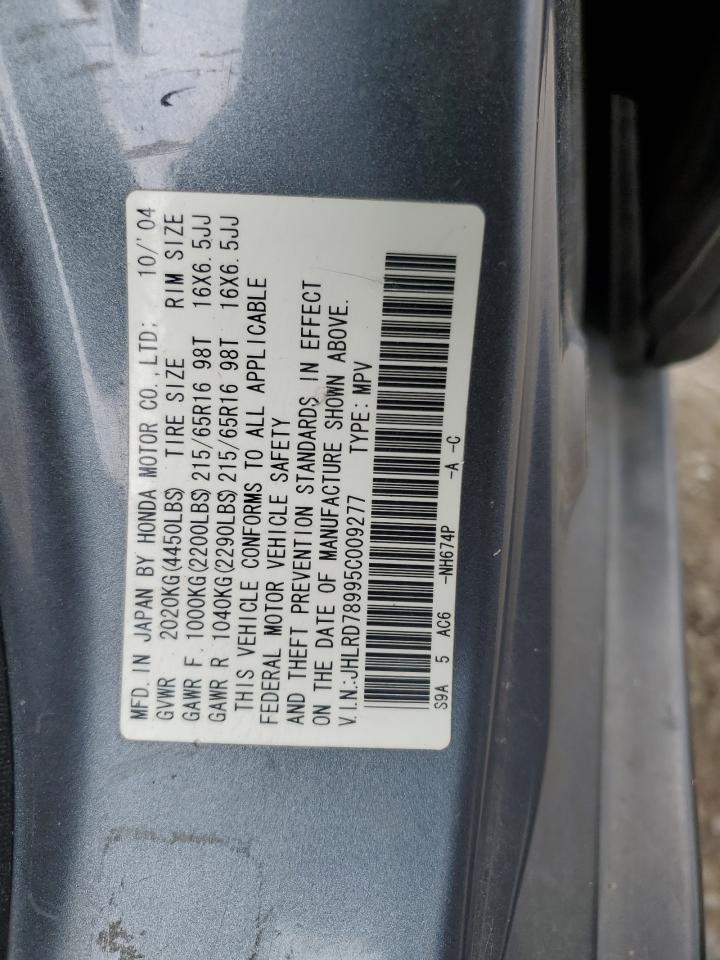 MFD. IN JAPAN BY HONDA MOTOR CO., LTD: 10/'04
GVWR 2020KG(4450LBS) TIRE SIZE RIM SIZE
GAWR F. 1000KG(2200LBS) 215/65R16 98T 16X6.5JJ
GAWR R 1040KG(2290LBS) 215/65R16 98T 16X6.5JJ
THIS VEHICLE CONFORMS TO ALL APPLICABLE
FEDERAL MOTOR VEHICLE SAFETY
AND THEFT PREVENTION STANDARDS IN EFFECT
ON THE DATE OF MANUFACTURE SHOWN ABOVE.
V.I.N.:JHLRD78995C009277 TYPE: MPV
S9A 5 AC6 -NH674P -A -C